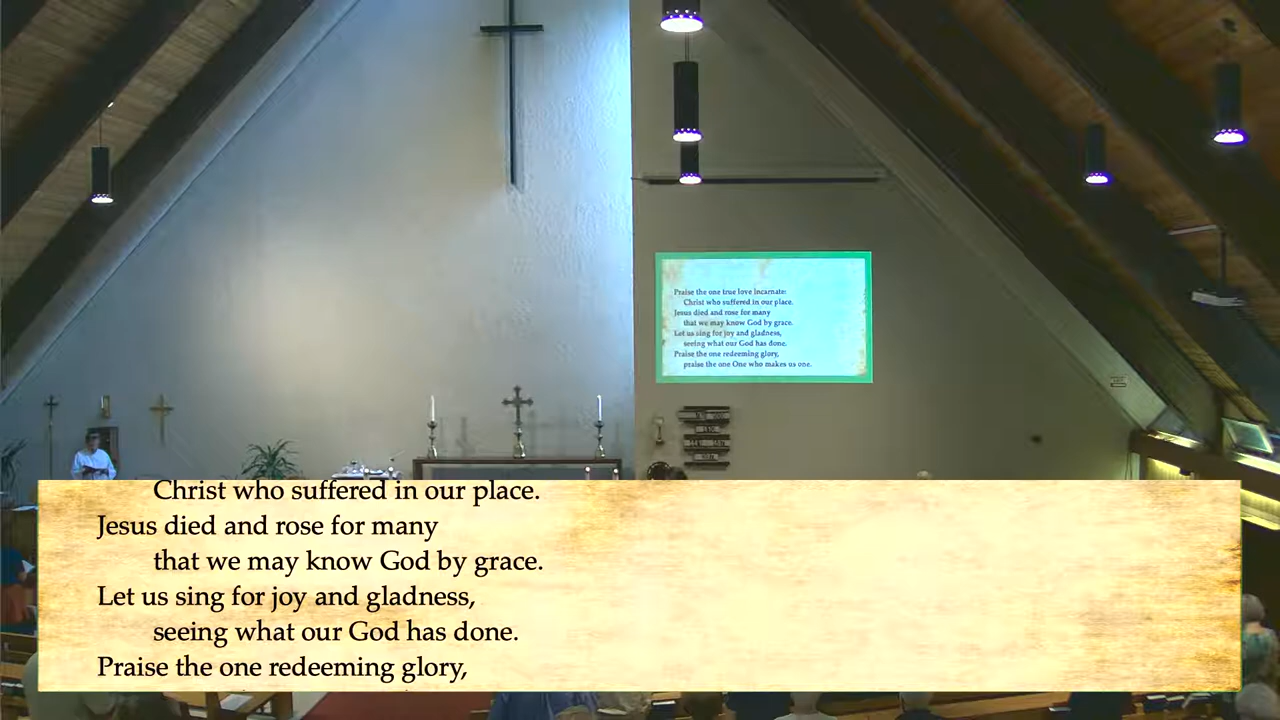 Praise the one true love incarnate:
Christ who suffered in our place.
Jesus died and rose for many
that we may know God by grace.
Let us sing for joy and gladness,
seeing what our God has done.
Praise the one redeeming glory,
praise the one One who makes us one.
Christ who suffered in our place.
Jesus died and rose for many
that we may know God by grace.
Let us sing for joy and gladness,
seeing what our God has done.
Praise the one redeeming glory,